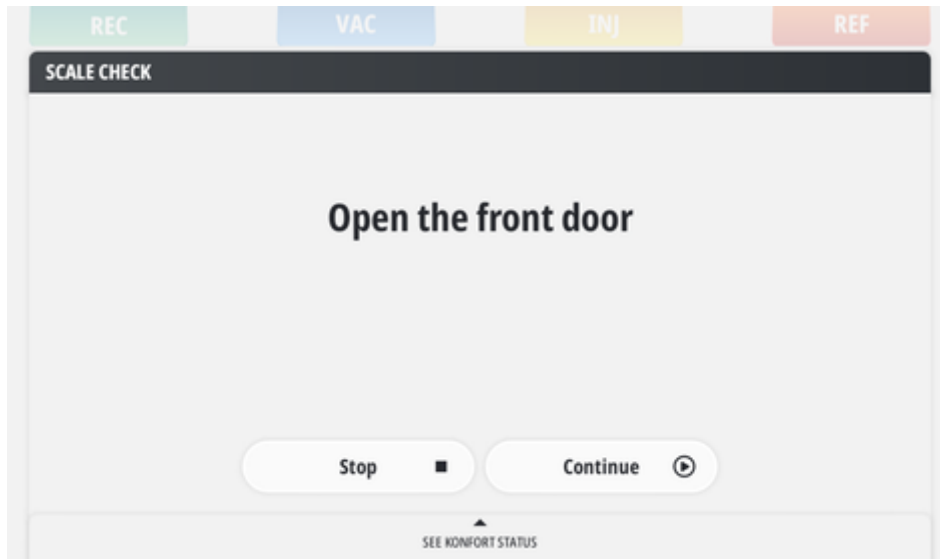 REC VAC INJ REF
SCALE CHECK
Open the front door
Stop Continue
SEE KONFORT STATUS